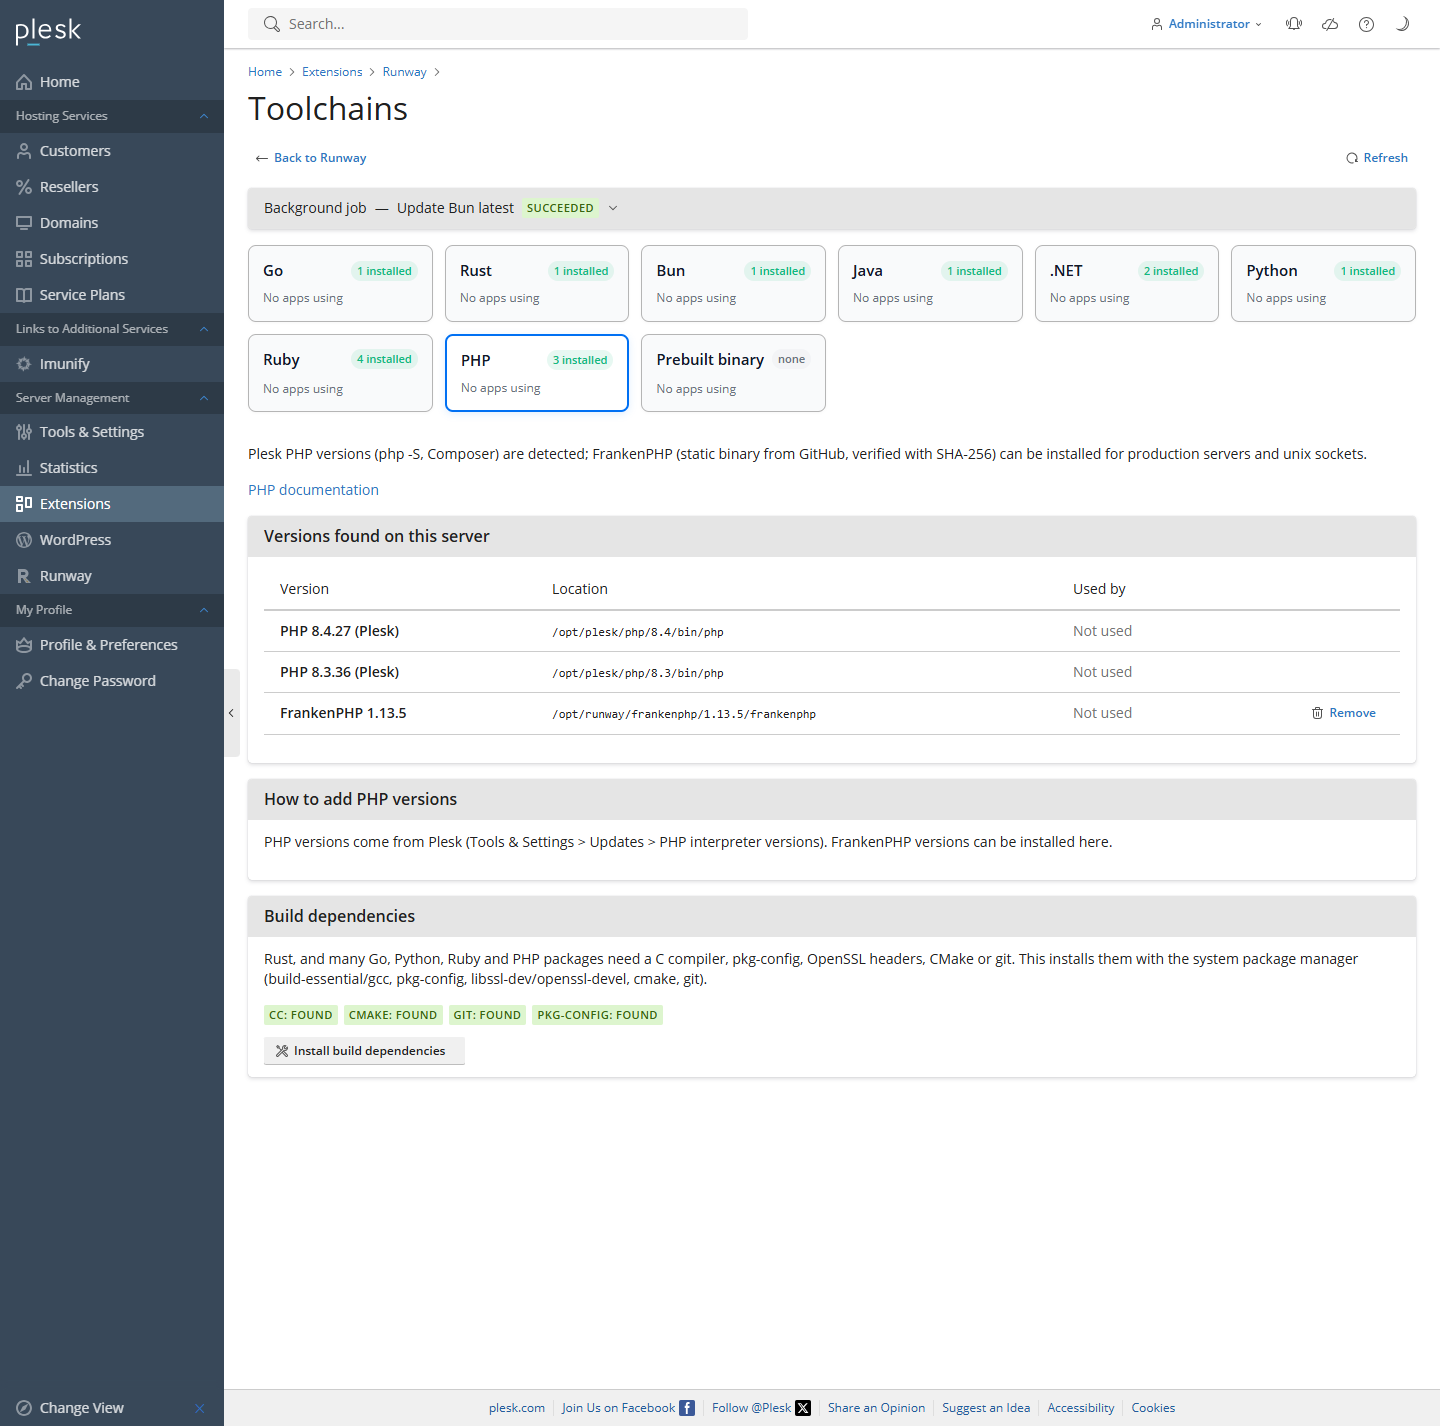 plesk
Search...
Administrator
Home
Hosting Services
Customers
Resellers
Domains
Subscriptions
Service Plans
Links to Additional Services
Imunify
Server Management
Tools & Settings
Statistics
Extensions
WordPress
Runway
My Profile
Profile & Preferences
Change Password
Change View
Home > Extensions > Runway >
Toolchains
← Back to Runway
Refresh
Background job — Update Bun latest SUCCEEDED
Go 1 installed
No apps using
Rust 1 installed
No apps using
Bun 1 installed
No apps using
Java 1 installed
No apps using
.NET 2 installed
No apps using
Python 1 installed
No apps using
Ruby 4 installed
No apps using
PHP 3 installed
No apps using
Prebuilt binary none
No apps using
Plesk PHP versions (php -S, Composer) are detected; FrankenPHP (static binary from GitHub, verified with SHA-256) can be installed for production servers and unix sockets.
PHP documentation
Versions found on this server
Version Location Used by
PHP 8.4.27 (Plesk) /opt/plesk/php/8.4/bin/php Not used
PHP 8.3.36 (Plesk) /opt/plesk/php/8.3/bin/php Not used
FrankenPHP 1.13.5 /opt/runway/frankenphp/1.13.5/frankenphp Not used Remove
How to add PHP versions
PHP versions come from Plesk (Tools & Settings > Updates > PHP interpreter versions). FrankenPHP versions can be installed here.
Build dependencies
Rust, and many Go, Python, Ruby and PHP packages need a C compiler, pkg-config, OpenSSL headers, CMake or git. This installs them with the system package manager
(build-essential/gcc, pkg-config, libssl-dev/openssl-devel, cmake, git).
CC: FOUND CMAKE: FOUND GIT: FOUND PKG-CONFIG: FOUND
Install build dependencies
plesk.com Join Us on Facebook Follow @Plesk Share an Opinion Suggest an Idea Accessibility Cookies